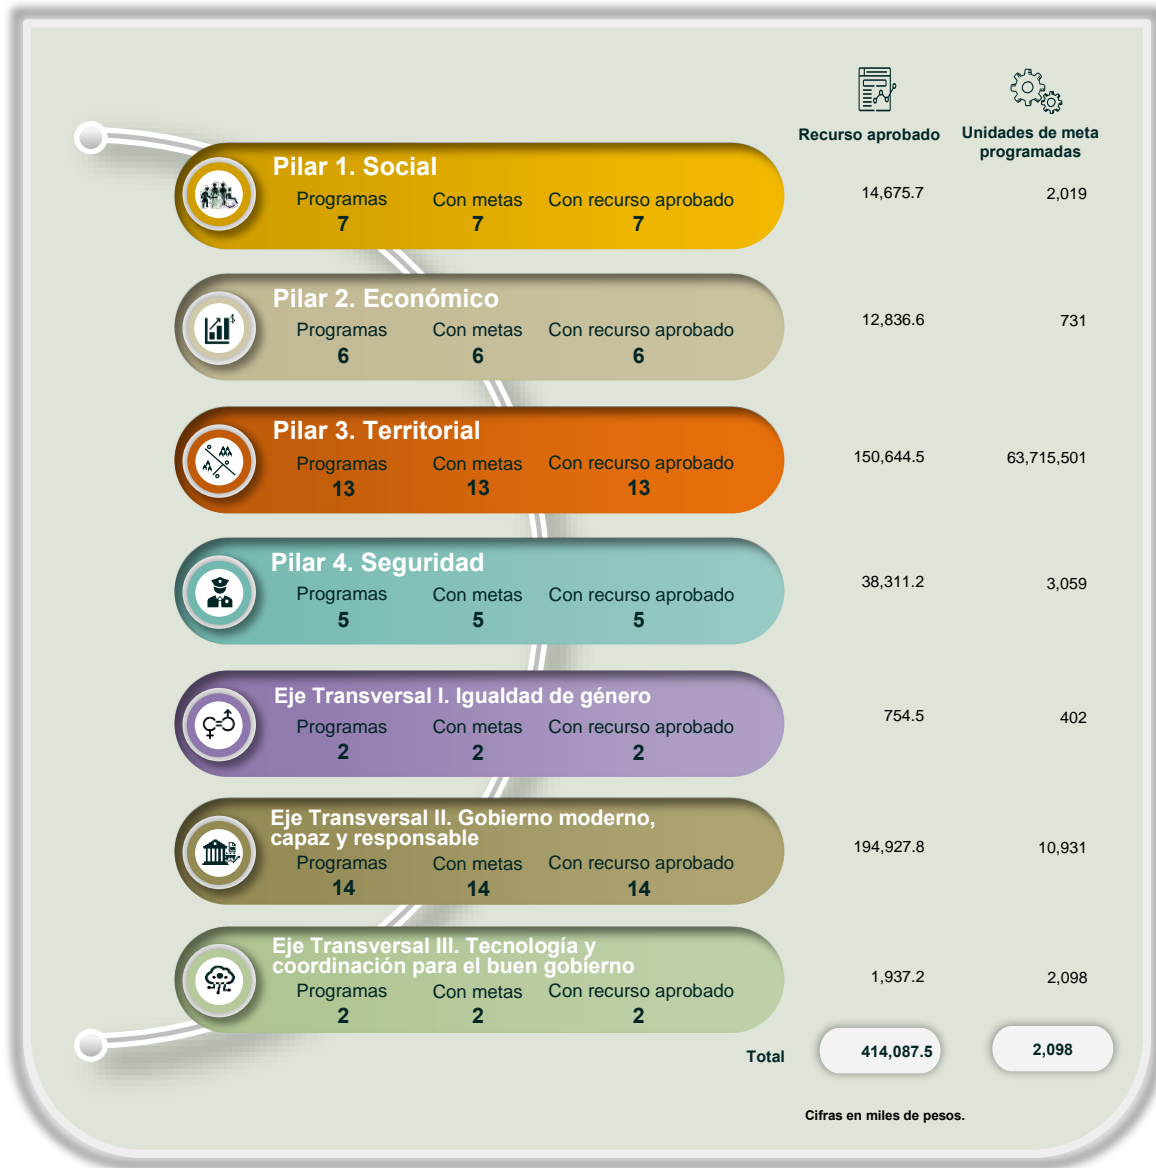 Recurso aprobado
Unidades de meta
programadas
Pilar 1. Social
Programas Con metas Con recurso aprobado
7 7 7
14,675.7 2,019
Pilar 2. Económico
Programas Con metas Con recurso aprobado
6 6 6
12,836.6 731
Pilar 3. Territorial
Programas Con metas Con recurso aprobado
13 13 13
150,644.5 63,715,501
Pilar 4. Seguridad
Programas Con metas Con recurso aprobado
5 5 5
38,311.2 3,059
Eje Transversal I. Igualdad de género
Programas Con metas Con recurso aprobado
2 2 2
754.5 402
Eje Transversal II. Gobierno moderno,
capaz y responsable
Programas Con metas Con recurso aprobado
14 14 14
194,927.8 10,931
Eje Transversal III. Tecnología y
coordinación para el buen gobierno
Programas Con metas Con recurso aprobado
2 2 2
1,937.2 2,098
Total 414,087.5 2,098
Cifras en miles de pesos.